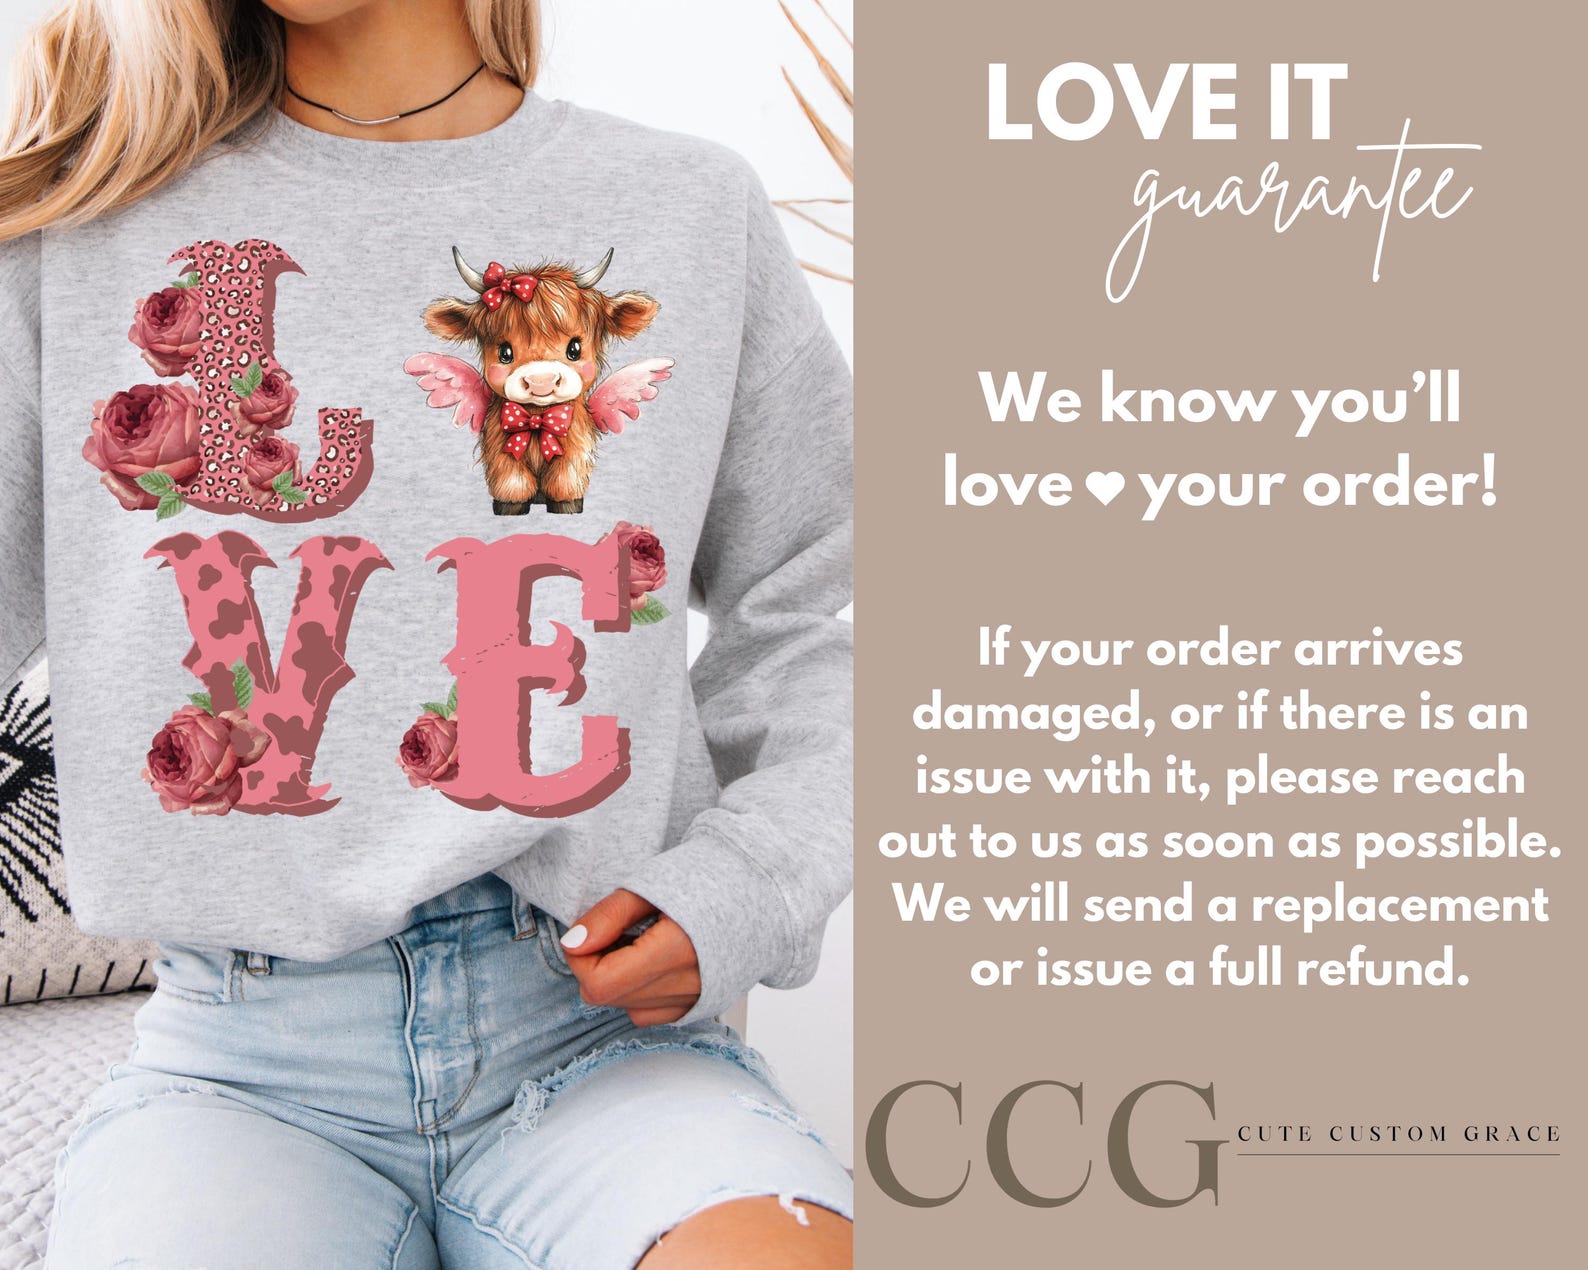 L
VE
LOVE IT
guarantee
We know you'll
love ♥ your order!
If your order arrives
damaged, or if there is an
issue with it, please reach
out to us as soon as possible.
We will send a replacement
or issue a full refund.
CCG CUTE CUSTOM GRACE